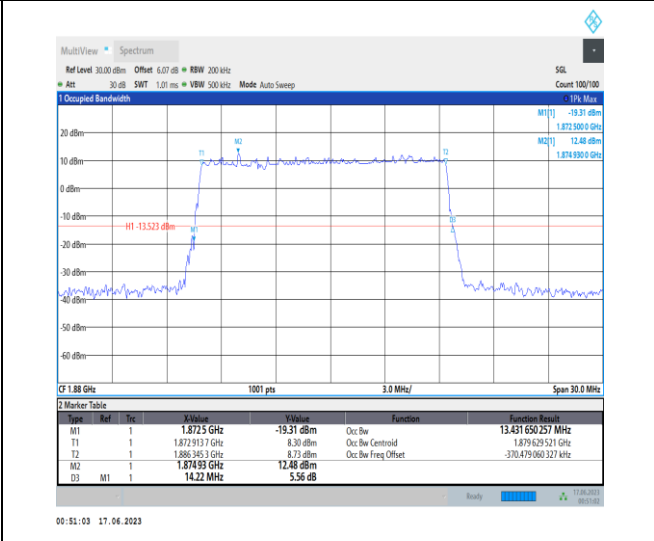 MultiView Spectrum
Ref Level 30.00 dBm Offset 6.07 dB RBW 200 kHz SGL
Att 30 dB SWT 1.01 ms VBW 500 kHz Mode Auto Sweep Count 100/100
1 Occupied Bandwidth 1Pk Max
M1[1] -19.31 dBm
1.872 500 0 GHz
M2[1] 12.48 dBm
1.874 930 0 GHz
20 dBm
M2
T1 T2
10 dBm
0 dBm
-10 dBm
D3
H1 -13.523 dBm M1
-20 dBm
-30 dBm
-40 dBm
-50 dBm
-60 dBm
CF 1.88 GHz 1001 pts 3.0 MHz/ Span 30.0 MHz
2 Marker Table
Type Ref Trc X-Value Y-Value Function Function Result
M1 1 1.872 5 GHz -19.31 dBm Occ Bw 13.431 650 257 MHz
T1 1 1.872 913 7 GHz 8.30 dBm Occ Bw Centroid 1.879 629 521 GHz
T2 1 1.886 345 3 GHz 8.73 dBm Occ Bw Freq Offset -370.479 060 327 kHz
M2 1 1.874 93 GHz 12.48 dBm
D3 M1 1 14.22 MHz 5.56 dB
Ready 17.06.2023
00:51:02
00:51:03 17.06.2023